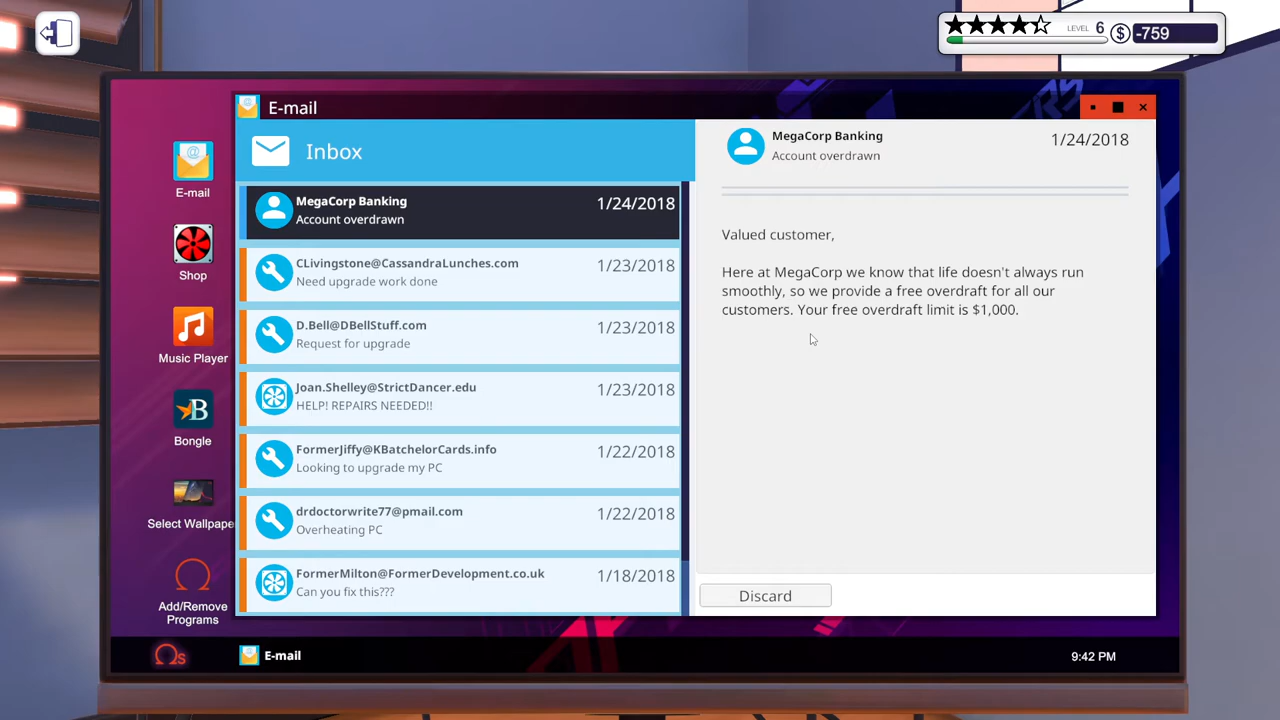 LEVEL 6 $ -759
E-mail
Inbox
MegaCorp Banking 1/24/2018
Account overdrawn
CLivingstone@CassandraLunches.com 1/23/2018
Need upgrade work done
D.Bell@DBellStuff.com 1/23/2018
Request for upgrade
Joan.Shelley@StrictDancer.edu 1/23/2018
HELP! REPAIRS NEEDED!!
FormerJiffy@KBatchelorCards.info 1/22/2018
Looking to upgrade my PC
drdoctorwrite77@pmail.com 1/22/2018
Overheating PC
FormerMilton@FormerDevelopment.co.uk 1/18/2018
Can you fix this???
MegaCorp Banking 1/24/2018
Account overdrawn
Valued customer,
Here at MegaCorp we know that life doesn't always run
smoothly, so we provide a free overdraft for all our
customers. Your free overdraft limit is $1,000.
Discard
E-mail
Shop
Music Player
B
Bongle
Select Wallpape
Add/Remove
Programs
Ωs
E-mail
9:42 PM